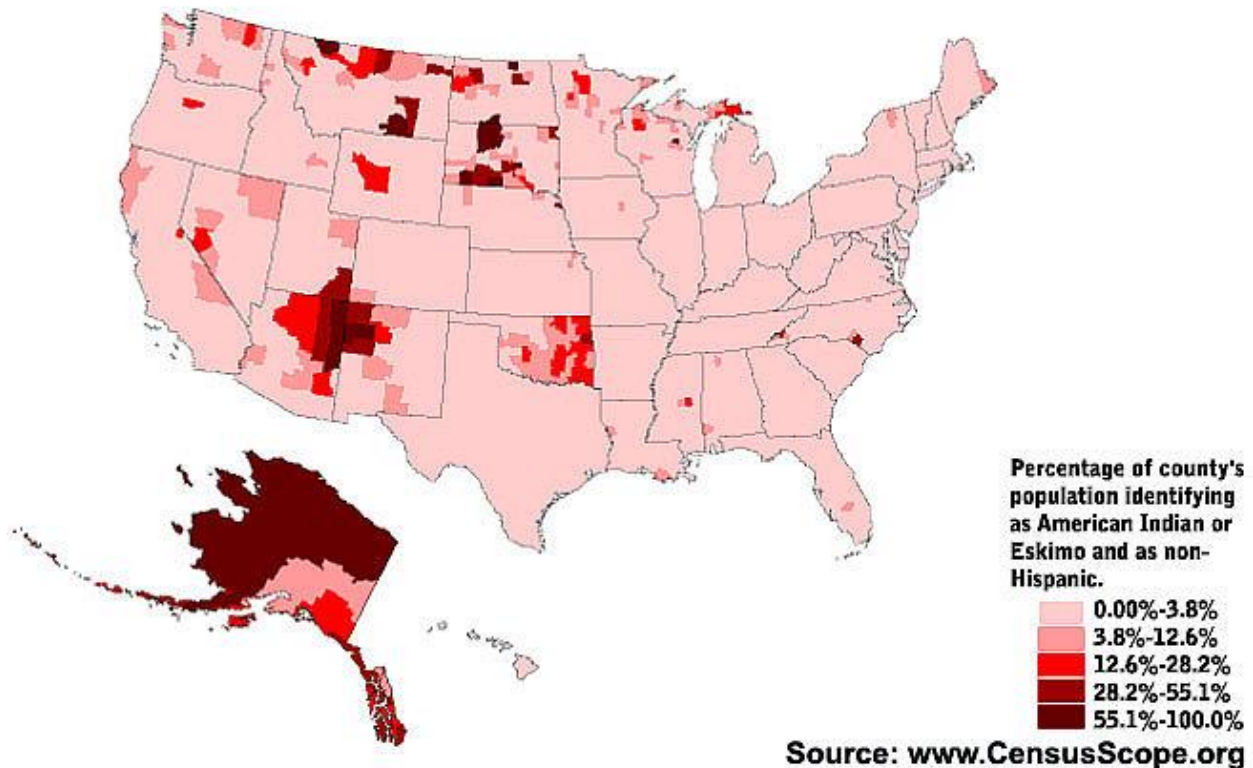 Percentage of county's
population identifying
as American Indian or
Eskimo and as non-
Hispanic.
0.00%-3.8%
3.8%-12.6%
12.6%-28.2%
28.2%-55.1%
55.1%-100.0%
Source: www.CensusScope.org